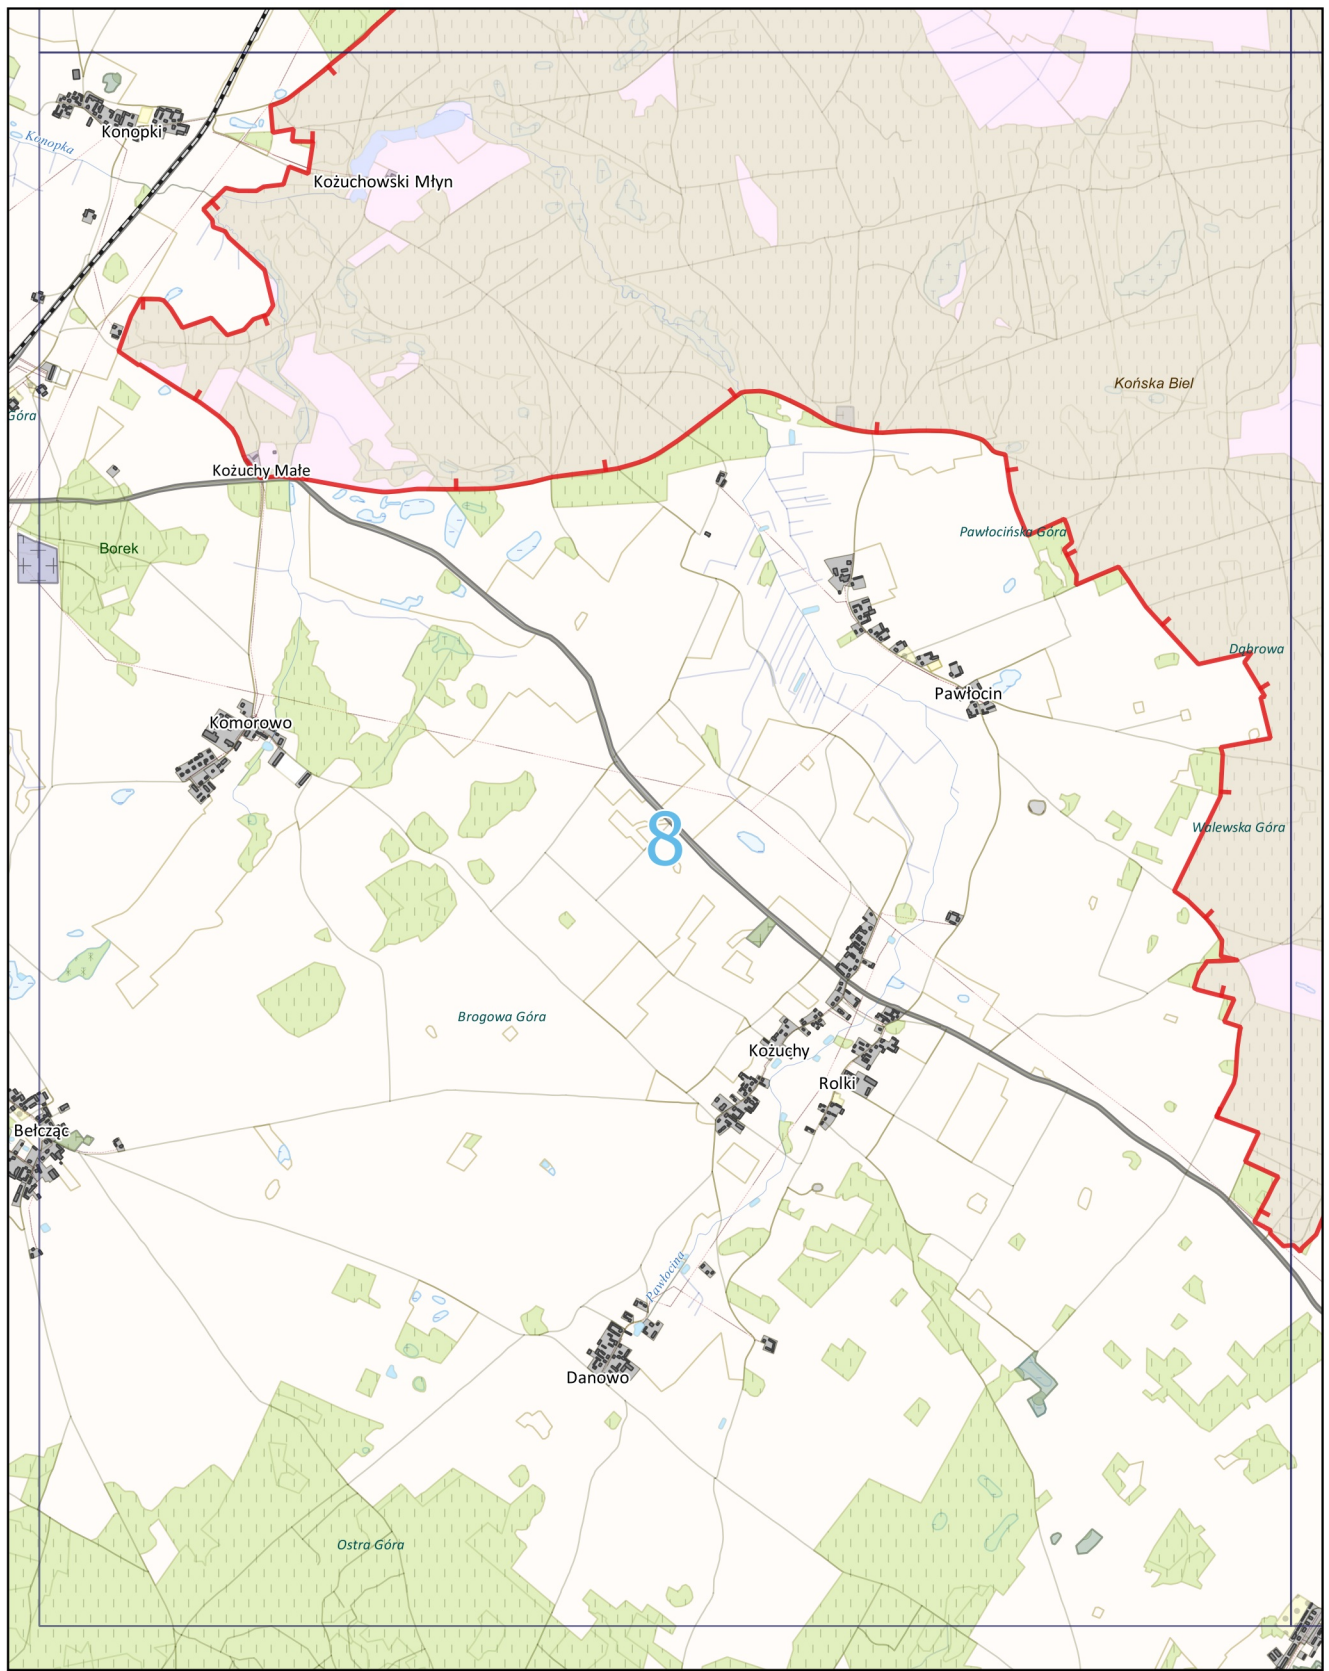 Konopki
Konopka
Kożuchowski Młyn
Końska Biel
Góra
Kożuchy Małe
Pawłocińska Góra
Borek
Dąbrowa
Pawłocin
Komorowo
8
Walewska Góra
Brogowa Góra
Kożuchy
Rolki
Bełcząc
Pawłocina
Danowo
Ostra Góra